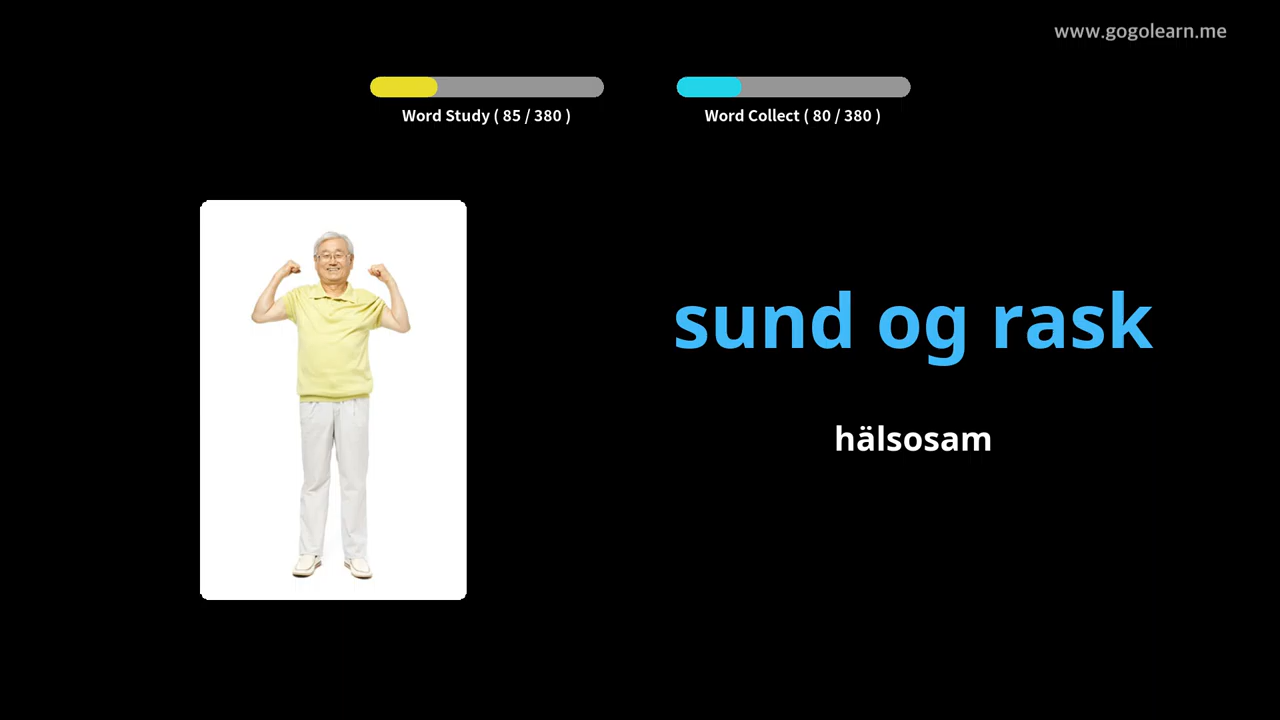 www.gogolearn.me
Word Study ( 85 / 380 )
Word Collect ( 80 / 380 )
sund og rask
hälsosam